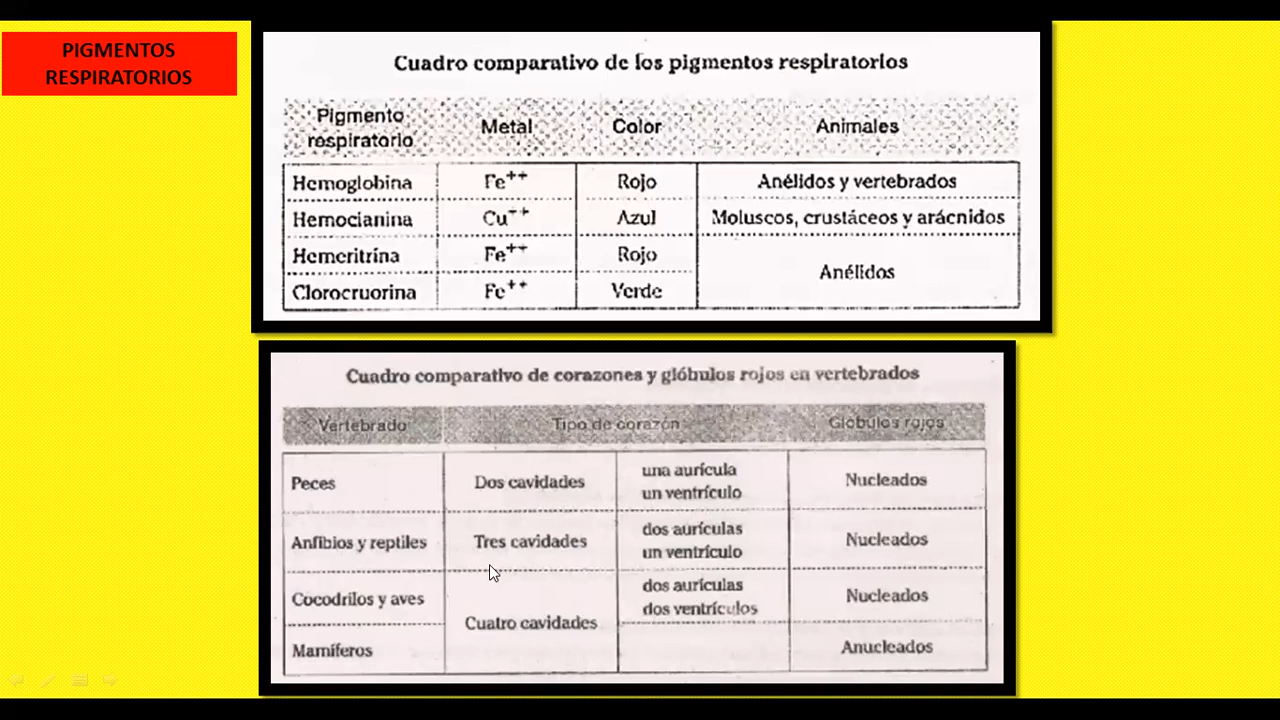 PIGMENTOS
RESPIRATORIOS
Cuadro comparativo de los pigmentos respiratorios
Pigmento respiratorio Metal Color Animales
Hemoglobina Fe++ Rojo Anélidos y vertebrados
Hemocianina Cu++ Azul Moluscos, crustáceos y arácnidos
Hemeritrina Fe++ Rojo Anélidos
Clorocruorina Fe++ Verde
Cuadro comparativo de corazones y glóbulos rojos en vertebrados
Vertebrado Tipo de corazón Glóbulos rojos
Peces Dos cavidades una aurícula un ventrículo Nucleados
Anfibios y reptiles Tres cavidades dos aurículas un ventrículo Nucleados
Cocodrilos y aves Cuatro cavidades dos aurículas dos ventrículos Nucleados
Mamíferos Anucleados